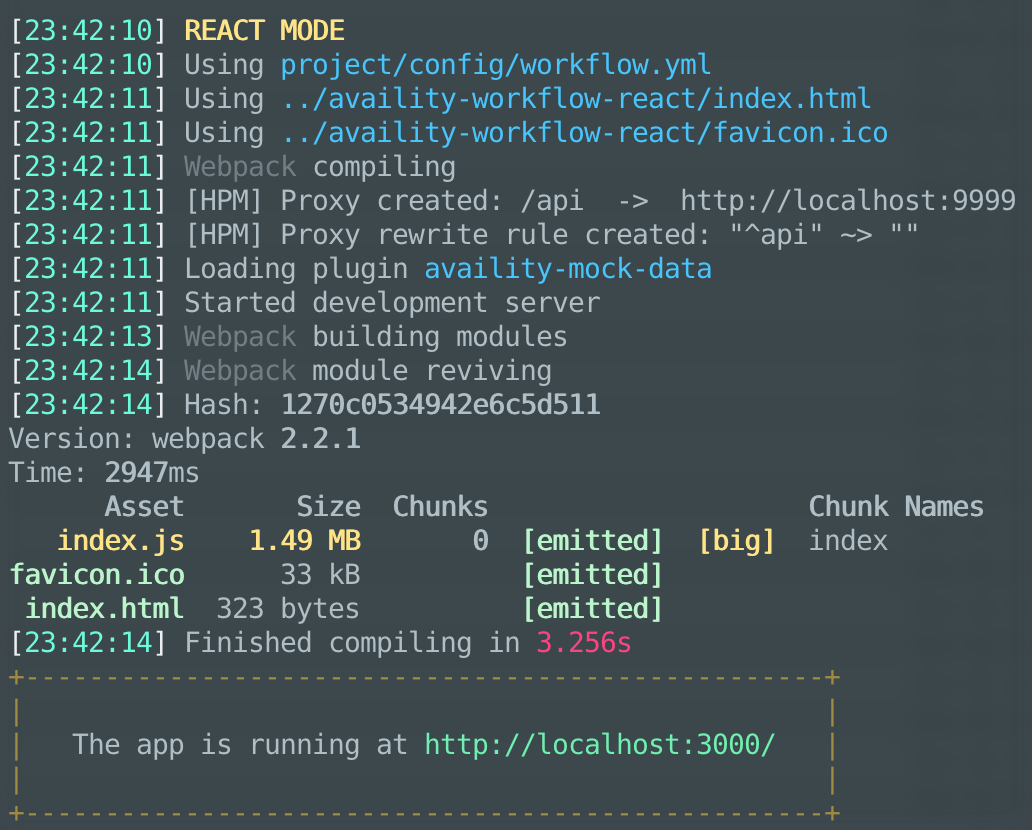 [23:42:10] REACT MODE
[23:42:10] Using project/config/workflow.yml
[23:42:11] Using ../availity-workflow-react/index.html
[23:42:11] Using ../availity-workflow-react/favicon.ico
[23:42:11] Webpack compiling
[23:42:11] [HPM] Proxy created: /api  ->  http://localhost:9999
[23:42:11] [HPM] Proxy rewrite rule created: "^api" ~> ""
[23:42:11] Loading plugin availity-mock-data
[23:42:11] Started development server
[23:42:13] Webpack building modules
[23:42:14] Webpack module reviving
[23:42:14] Hash: 1270c0534942e6c5d511
Version: webpack 2.2.1
Time: 2947ms
      Asset       Size  Chunks                    Chunk Names
   index.js    1.49 MB       0  [emitted]  [big]  index
favicon.ico      33 kB          [emitted]
 index.html  323 bytes          [emitted]
[23:42:14] Finished compiling in 3.256s
+--------------------------------------------------+
|                                                  |
|   The app is running at http://localhost:3000/   |
|                                                  |
+--------------------------------------------------+